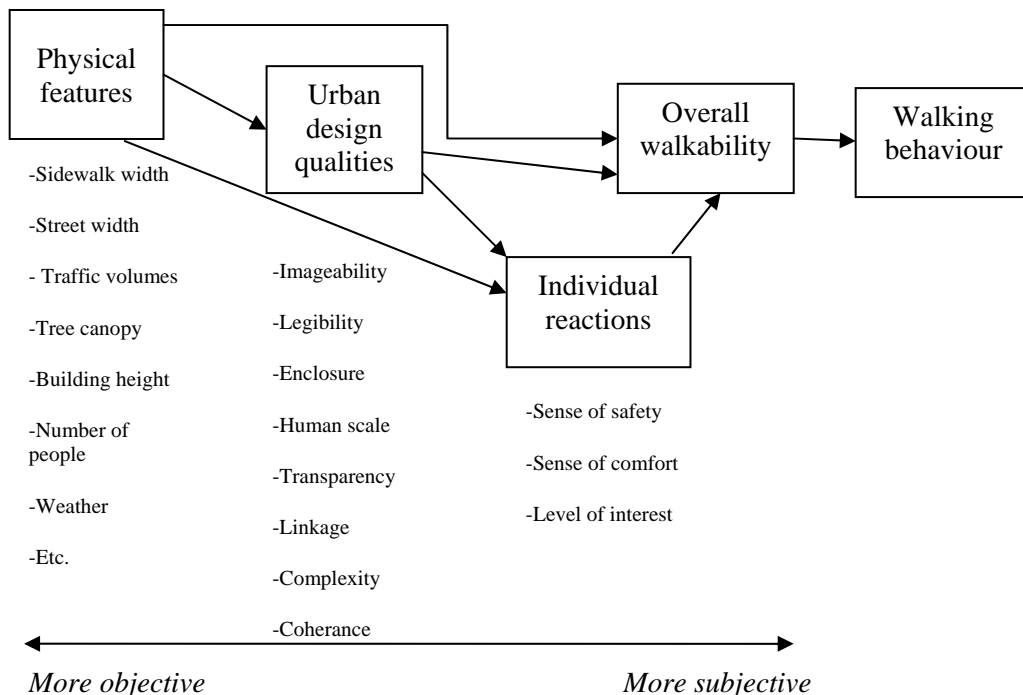 Physical
features
Urban
design
qualities
Overall
walkability
Walking
behaviour
Individual
reactions
-Sidewalk width
-Street width
- Traffic volumes
-Tree canopy
-Building height
-Number of
people
-Weather
-Etc.
-Imageability
-Legibility
-Enclosure
-Human scale
-Transparency
-Linkage
-Complexity
-Coherance
-Sense of safety
-Sense of comfort
-Level of interest
More objective
More subjective